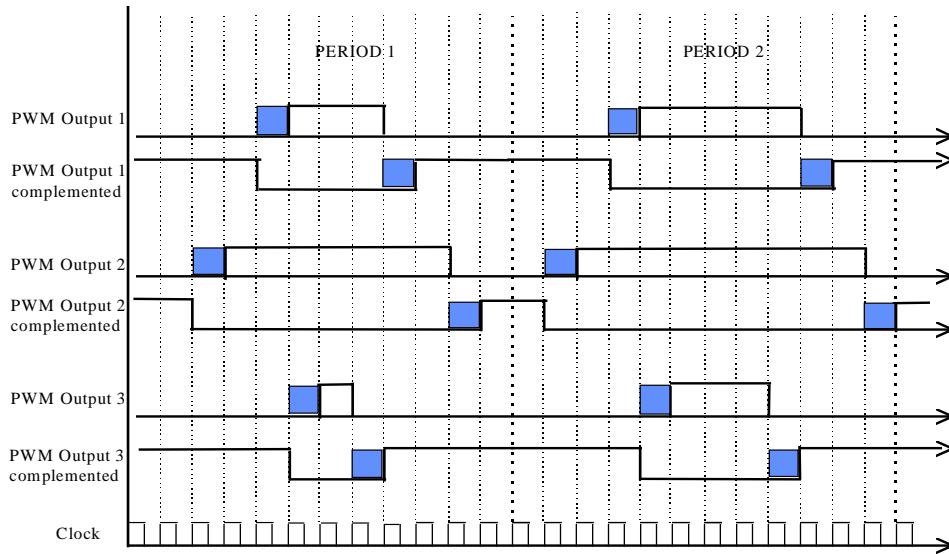 PERIOD 1
PERIOD 2
PWM Output 1
PWM Output 1
complemented
PWM Output 2
PWM Output 2
complemented
PWM Output 3
PWM Output 3
complemented
Clock